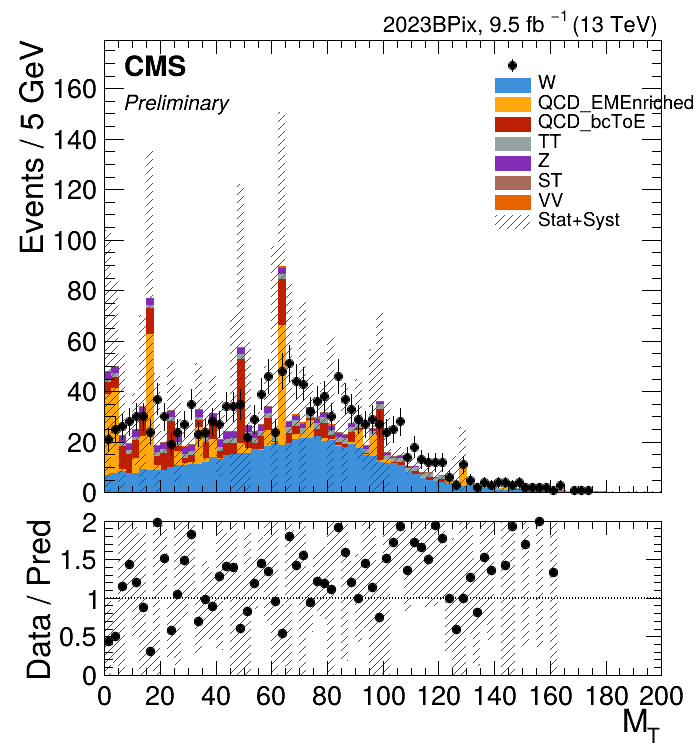 2023BPix, 9.5 fb ⁻¹ (13 TeV)
CMS
Preliminary
W
QCD_EMEnriched
QCD_bcToE
TT
Z
ST
VV
Stat+Syst
Events / 5 GeV
160
140
120
100
80
60
40
20
0
Data / Pred
2
1.5
1
0.5
0
0 20 40 60 80 100 120 140 160 180 200
M_T